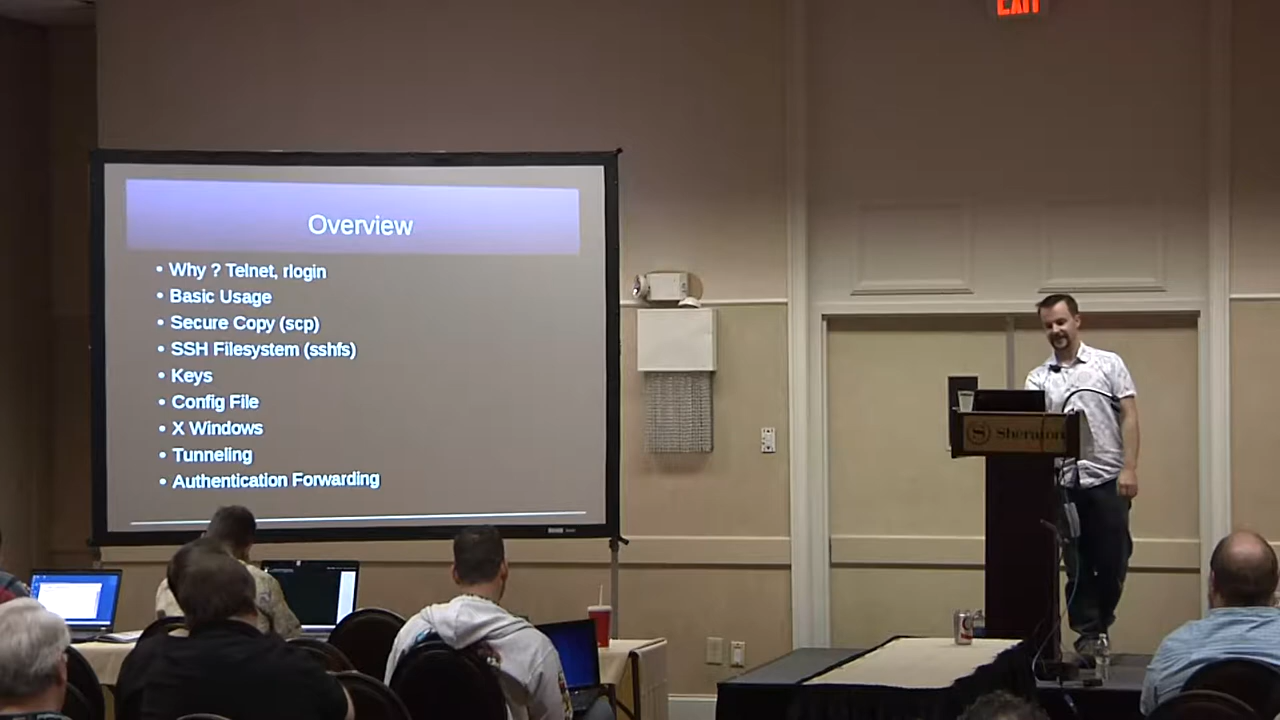 EXIT
Overview
• Why ? Telnet, rlogin
• Basic Usage
• Secure Copy (scp)
• SSH Filesystem (sshfs)
• Keys
• Config File
• X Windows
• Tunneling
• Authentication Forwarding
S Sheraton